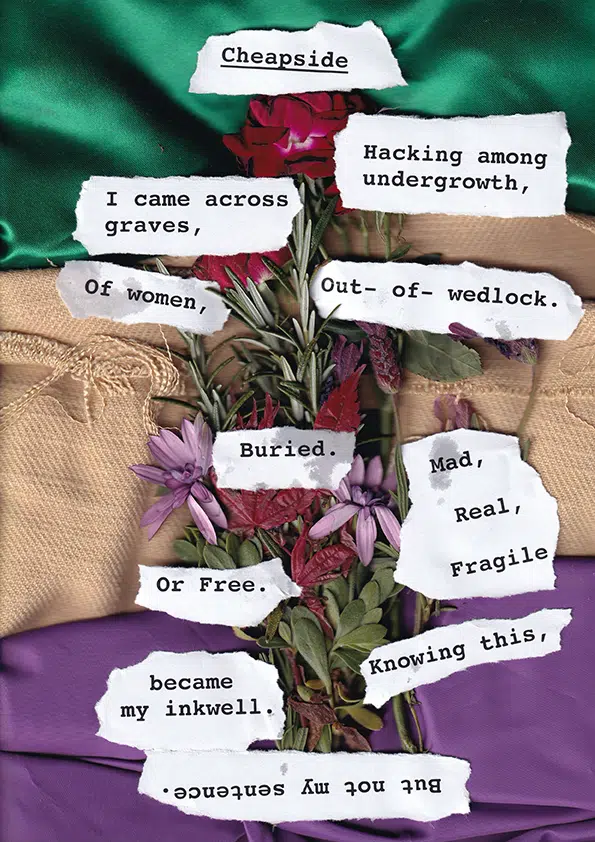 Cheapside
Hacking among
undergrowth,
I came across
graves,
Of women,
Out- of- wedlock.
Buried.
Mad,
Real,
Fragile
Or Free.
Knowing this,
became
my inkwell.
But not my sentence.